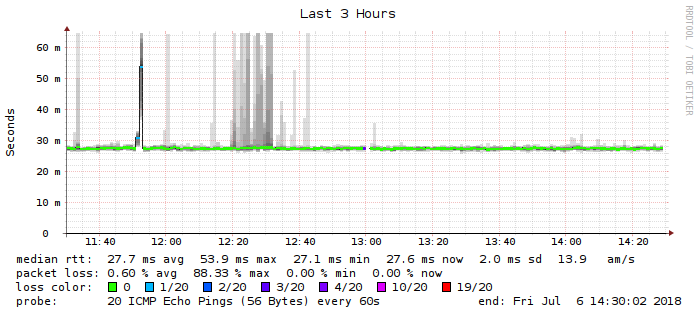 Last 3 Hours
RRDTOOL / TOBI OETIKER
Seconds
60 m
50 m
40 m
30 m
20 m
10 m
0
11:40 12:00 12:20 12:40 13:00 13:20 13:40 14:00 14:20
median rtt: 27.7 ms avg 53.9 ms max 27.1 ms min 27.6 ms now 2.0 ms sd 13.9 am/s
packet loss: 0.60 % avg 88.33 % max 0.00 % min 0.00 % now
loss color: 0 1/20 2/20 3/20 4/20 10/20 19/20
probe: 20 ICMP Echo Pings (56 Bytes) every 60s end: Fri Jul 6 14:30:02 2018